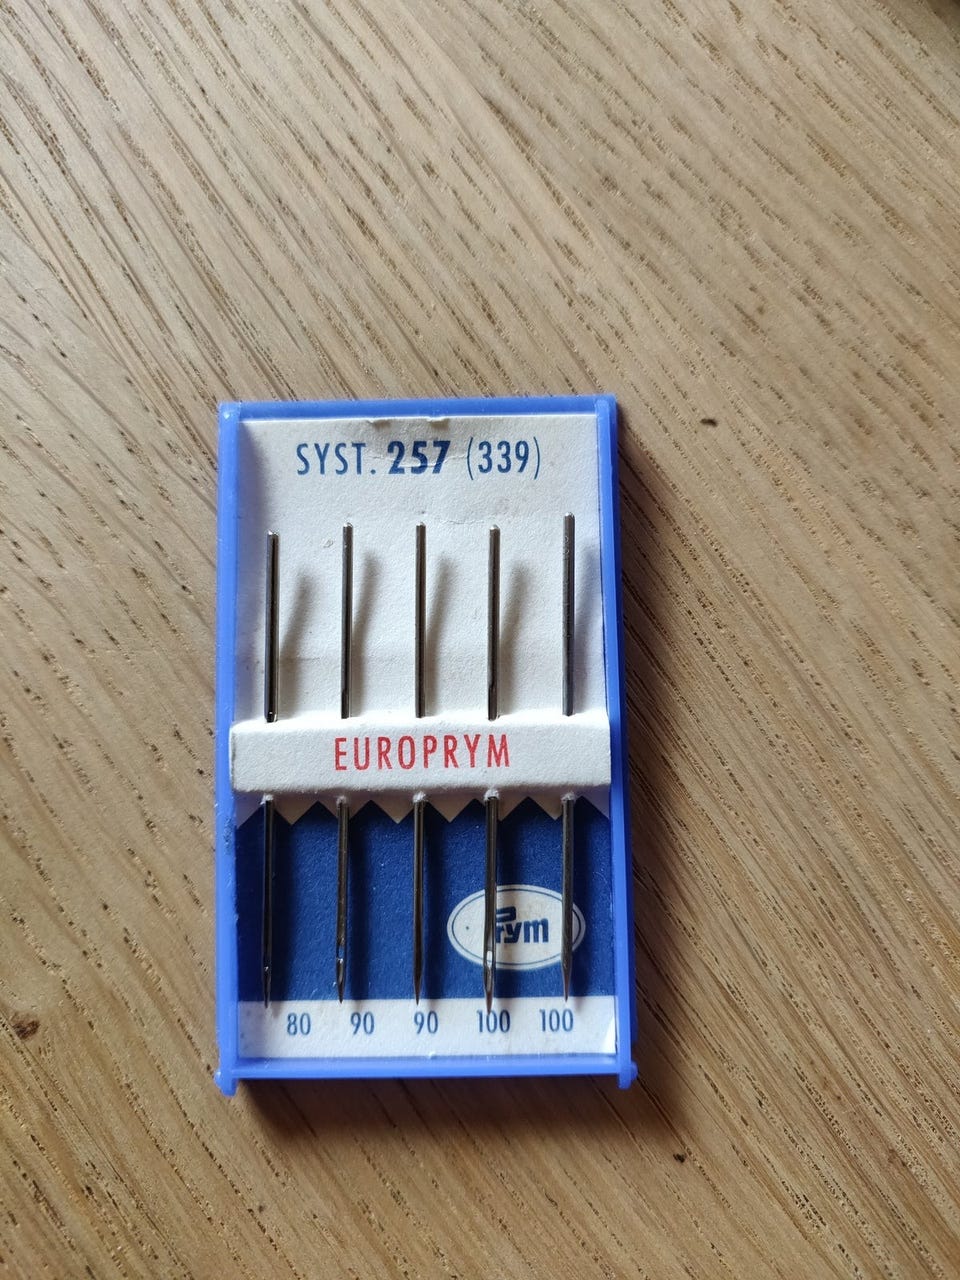 SYST. 257 (339)
EUROPRYM
Prym
80 90 90 100 100